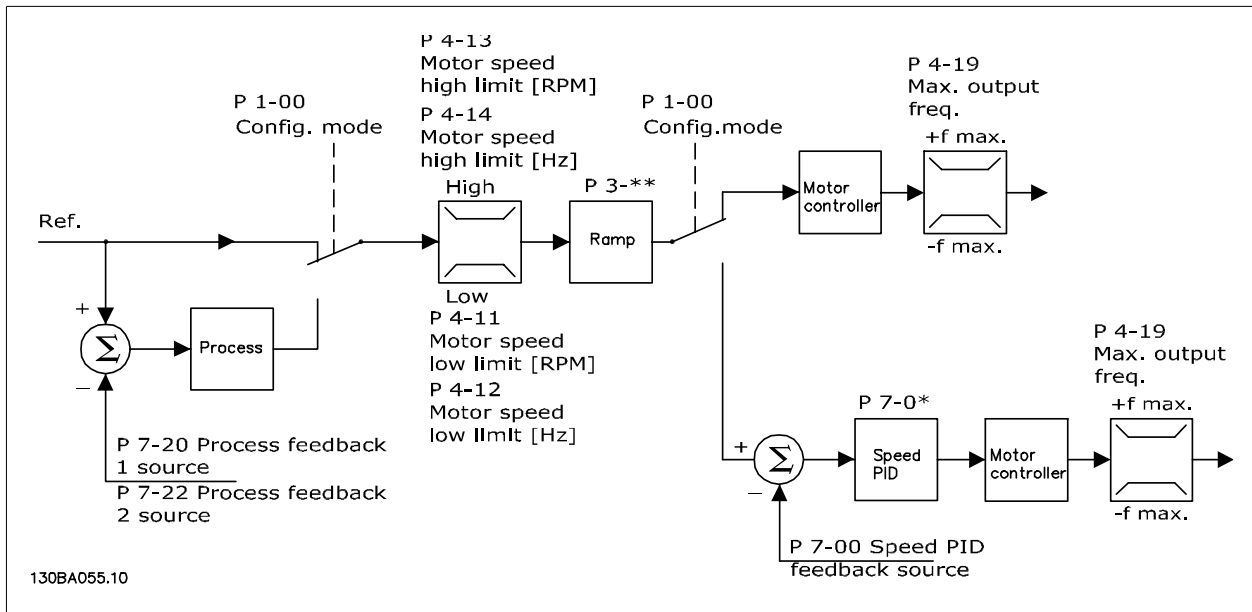 P 4-13
Motor speed
high limit [RPM]
P 4-14
Motor speed
high limit [Hz]
High
P 1-00
Config. mode
P 3-**
Ramp
P 1-00
Config.mode
Motor
controller
P 4-19
Max. output
freq.
+f max.
-f max.
Ref.
+
Σ
−
Process
Low
P 4-11
Motor speed
low limit [RPM]
P 4-12
Motor speed
low limit [Hz]
P 7-20 Process feedback
1 source
P 7-22 Process feedback
2 source
+
Σ
−
P 7-0*
Speed
PID
Motor
controller
P 4-19
Max. output
freq.
+f max.
-f max.
P 7-00 Speed PID
feedback source
130BA055.10